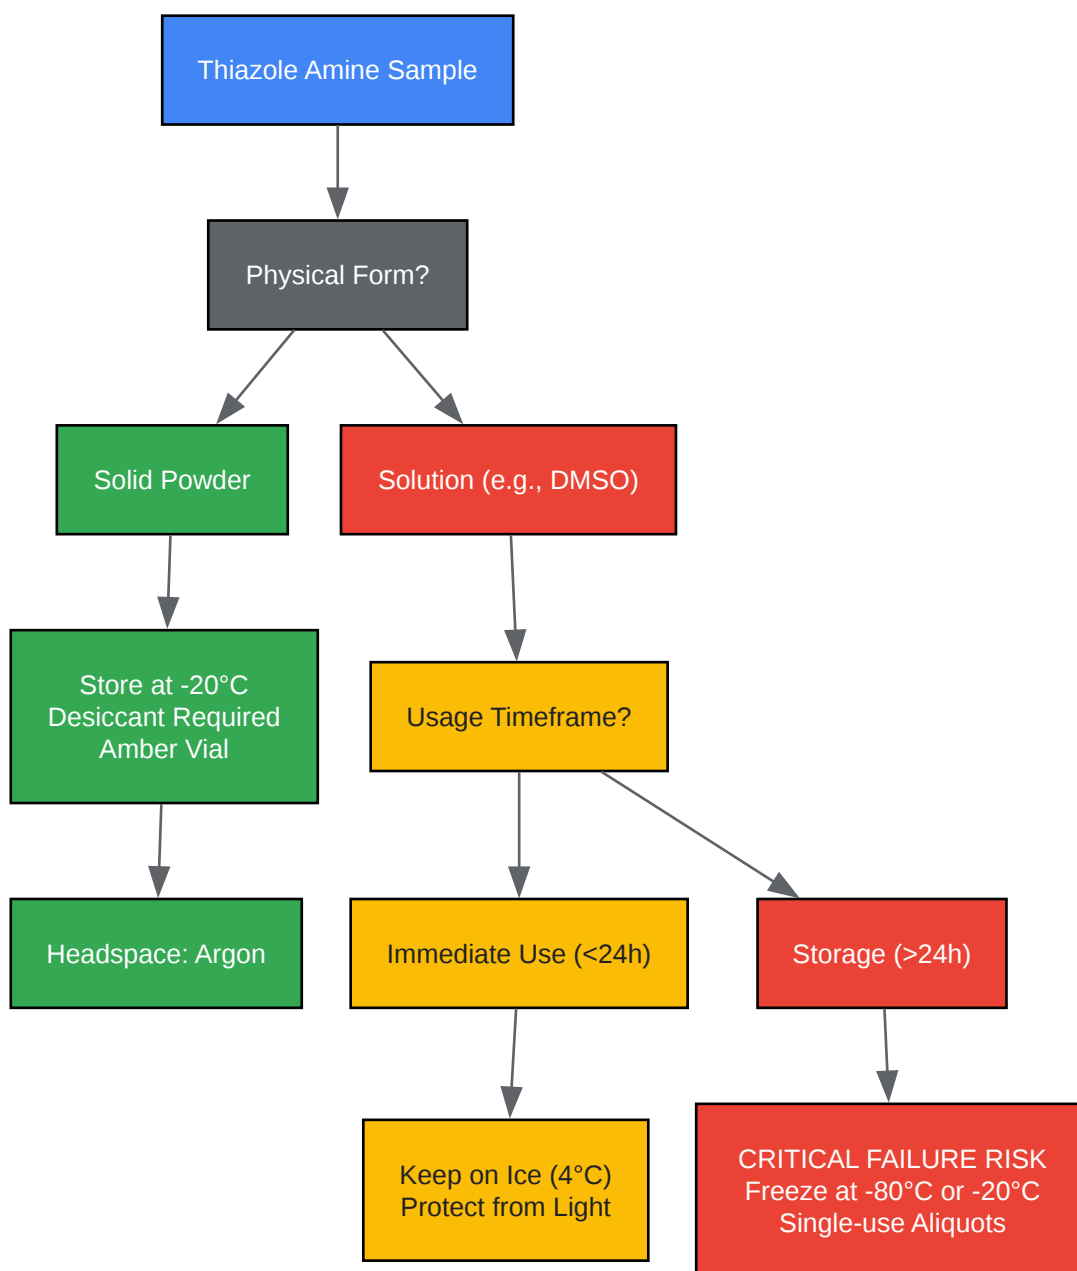 Thiazole Amine Sample
Physical Form?
Solid Powder
Solution (e.g., DMSO)
Store at -20°C
Desiccant Required
Amber Vial
Usage Timeframe?
Headspace: Argon
Immediate Use (<24h)
Storage (>24h)
Keep on Ice (4°C)
Protect from Light
CRITICAL FAILURE RISK
Freeze at -80°C or -20°C
Single-use Aliquots